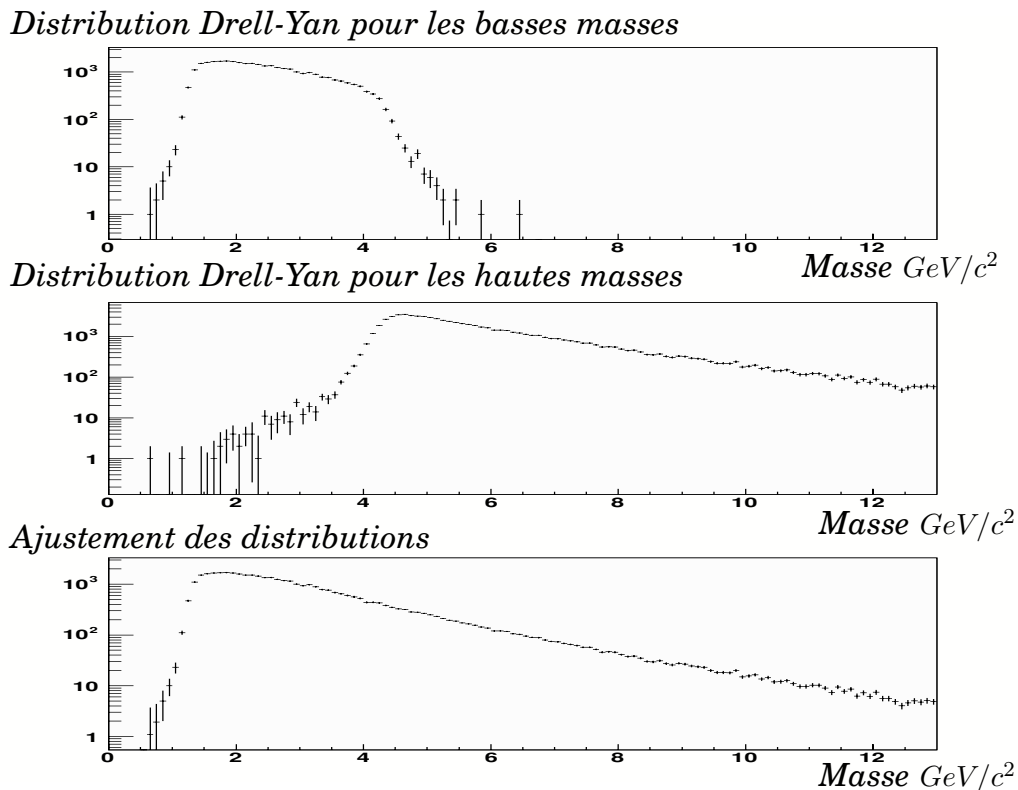 Distribution Drell-Yan pour les basses masses
10³
10²
10
1
0 2 4 6 8 10 12
Masse GeV/c²
Distribution Drell-Yan pour les hautes masses
10³
10²
10
1
0 2 4 6 8 10 12
Masse GeV/c²
Ajustement des distributions
10³
10²
10
1
0 2 4 6 8 10 12
Masse GeV/c²